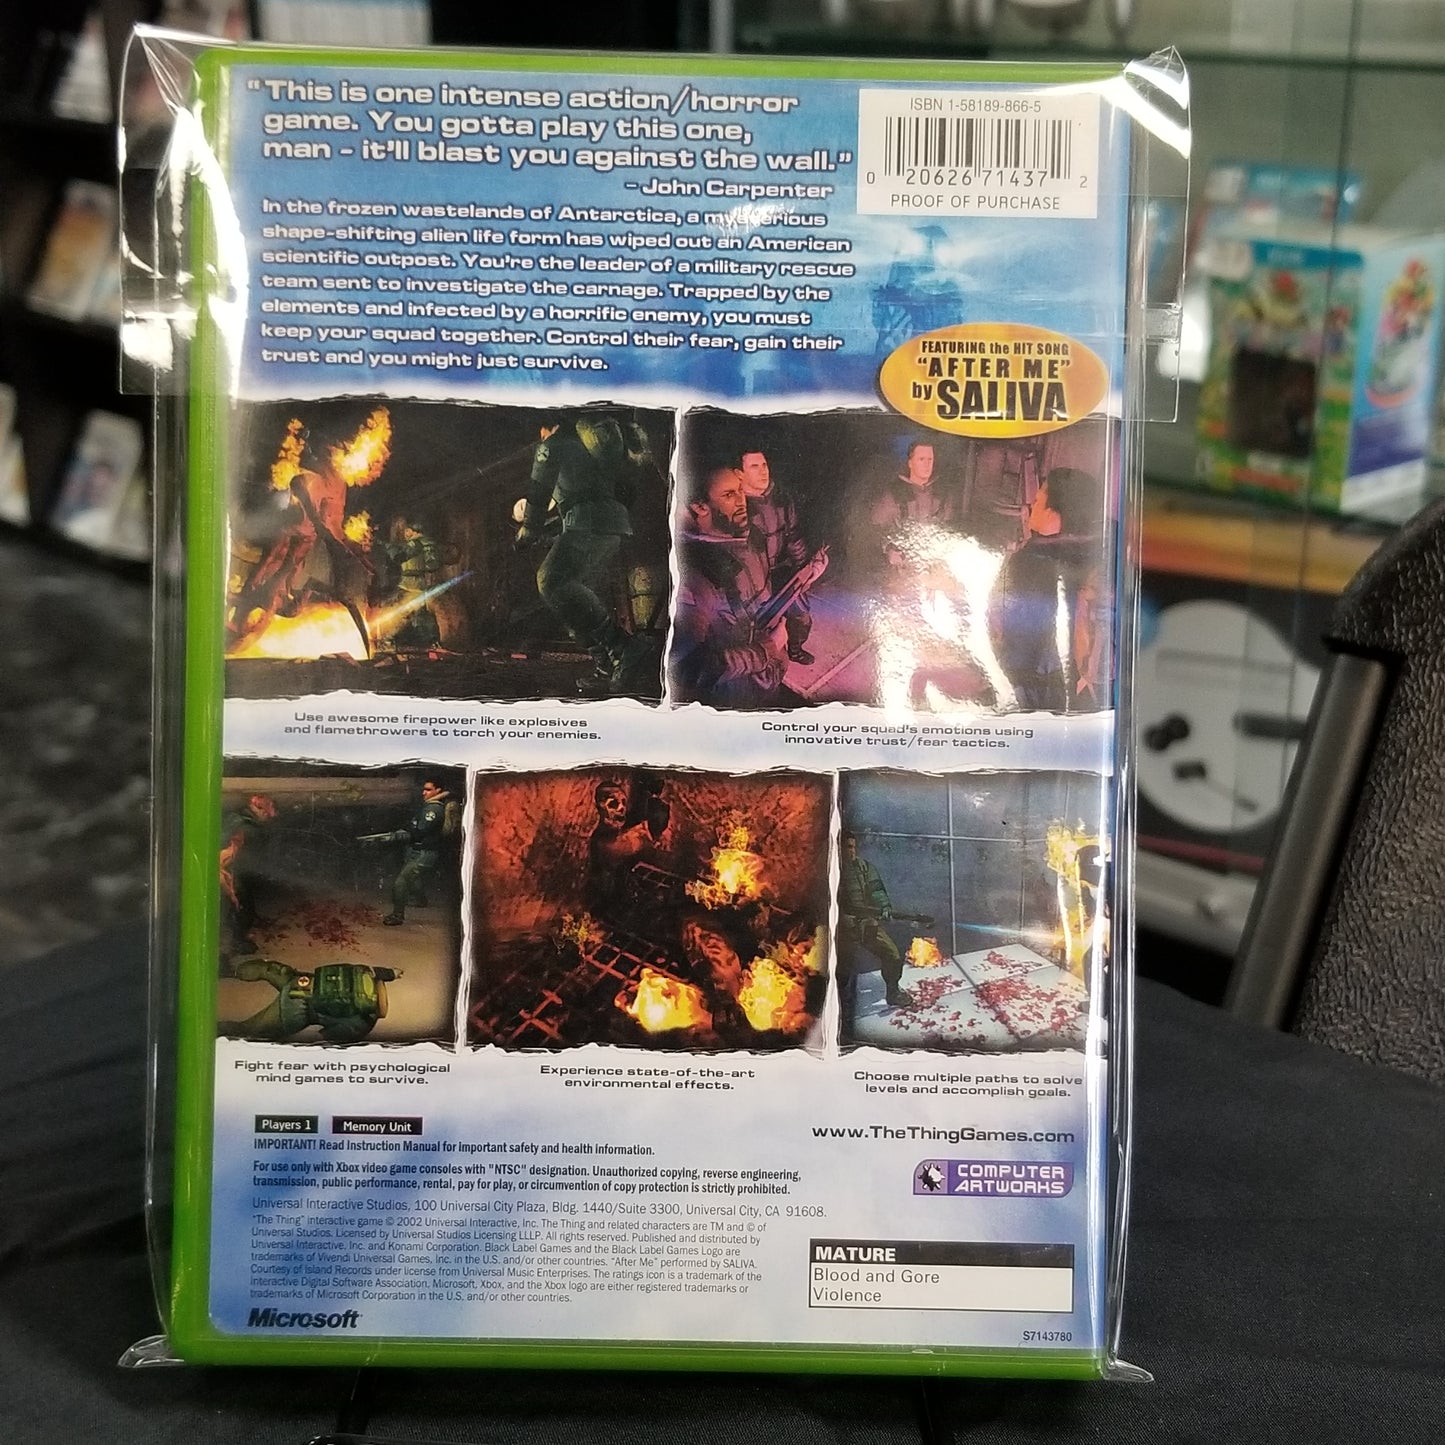 "This is one intense action/horror
game. You gotta play this one,
man - it'll blast you against the wall."
- John Carpenter
ISBN 1-58189-866-5
0 20626 71437 2
PROOF OF PURCHASE
In the frozen wastelands of Antarctica, a mysterious
shape-shifting alien life form has wiped out an American
scientific outpost. You're the leader of a military rescue
team sent to investigate the carnage. Trapped by the
elements and infected by a horrific enemy, you must
keep your squad together. Control their fear, gain their
trust and you might just survive.
FEATURING the HIT SONG
"AFTER ME"
by SALIVA
Use awesome firepower like explosives
and flamethrowers to torch your enemies.
Control your squad's emotions using
innovative trust/fear tactics.
Fight fear with psychological
mind games to survive.
Experience state-of-the-art
environmental effects.
Choose multiple paths to solve
levels and accomplish goals.
Players 1 Memory Unit
IMPORTANT! Read Instruction Manual for important safety and health information.
For use only with Xbox video game consoles with "NTSC" designation. Unauthorized copying, reverse engineering,
transmission, public performance, rental, pay for play, or circumvention of copy protection is strictly prohibited.
www.TheThingGames.com
COMPUTER
ARTWORKS
Universal Interactive Studios, 100 Universal City Plaza, Bldg. 1440/Suite 3300, Universal City, CA 91608.
"The Thing" interactive game © 2002 Universal Interactive, Inc. The Thing and related characters are TM and © of
Universal Studios. Licensed by Universal Studios Licensing LLLP. All rights reserved. Published and distributed by
Universal Interactive, Inc. and Konami Corporation. Black Label Games and the Black Label Games Logo are
trademarks of Vivendi Universal Games, Inc. in the U.S. and/or other countries. "After Me" performed by SALIVA.
Courtesy of Island Records under license from Universal Music Enterprises. The ratings icon is a trademark of the
Interactive Digital Software Association. Microsoft, Xbox, and the Xbox logo are either registered trademarks or
trademarks of Microsoft Corporation in the U.S. and/or other countries.
Microsoft
MATURE
Blood and Gore
Violence
S7143780